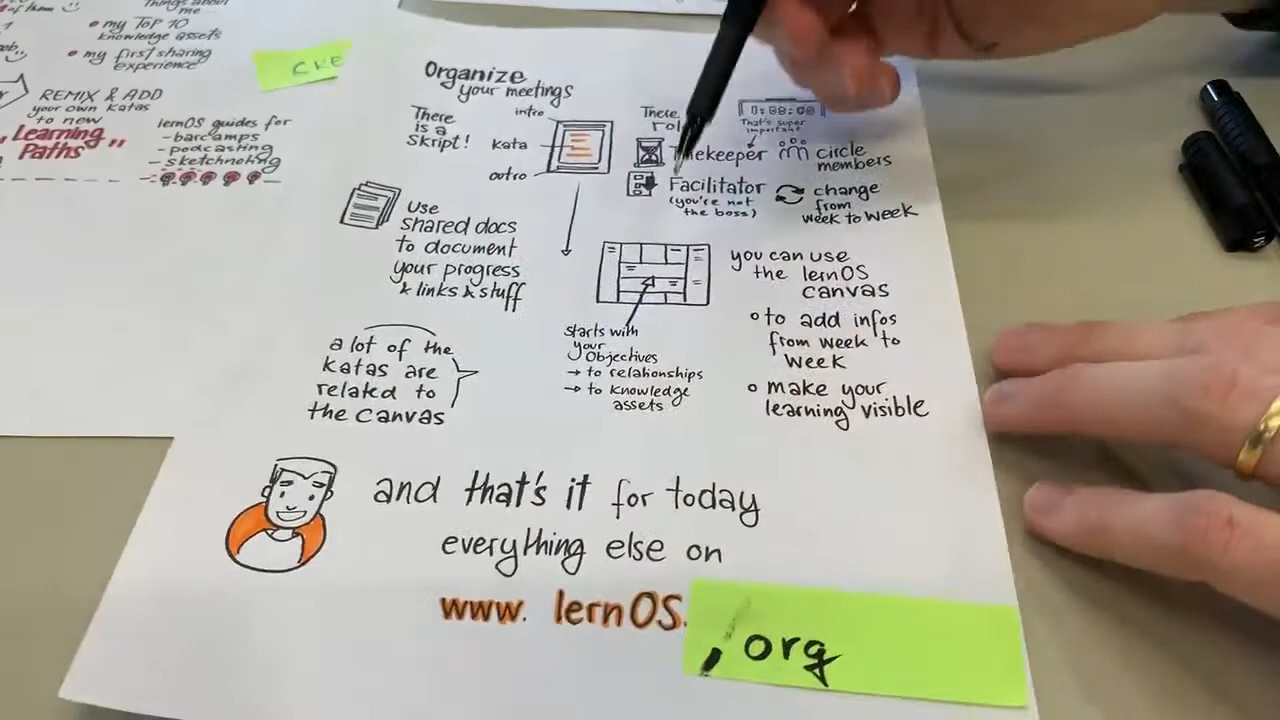 Things about
me
• my TOP 10
knowledge assets
• my first sharing
experience
REMIX & ADD
your own katas
to new
"Learning
Paths"
lernOS guides for
- barcamps
- podcasting
- sketchnoting
Organize
your meetings
There
is a
skript!
intro
kata
outro
There
1:00:00
That's super
important
Timekeeper
circle
members
Facilitator
(you're not
the boss)
change
from
week to week
Use
shared docs
to document
your progress
& links & stuff
you can use
the lernOS
canvas
• to add infos
from week to
week
• make your
learning visible
starts with
your
Objectives
→ to relationships
→ to knowledge
assets
a lot of the
katas are
related to
the canvas
and that's it for today
everything else on
www. lernOS.
.org